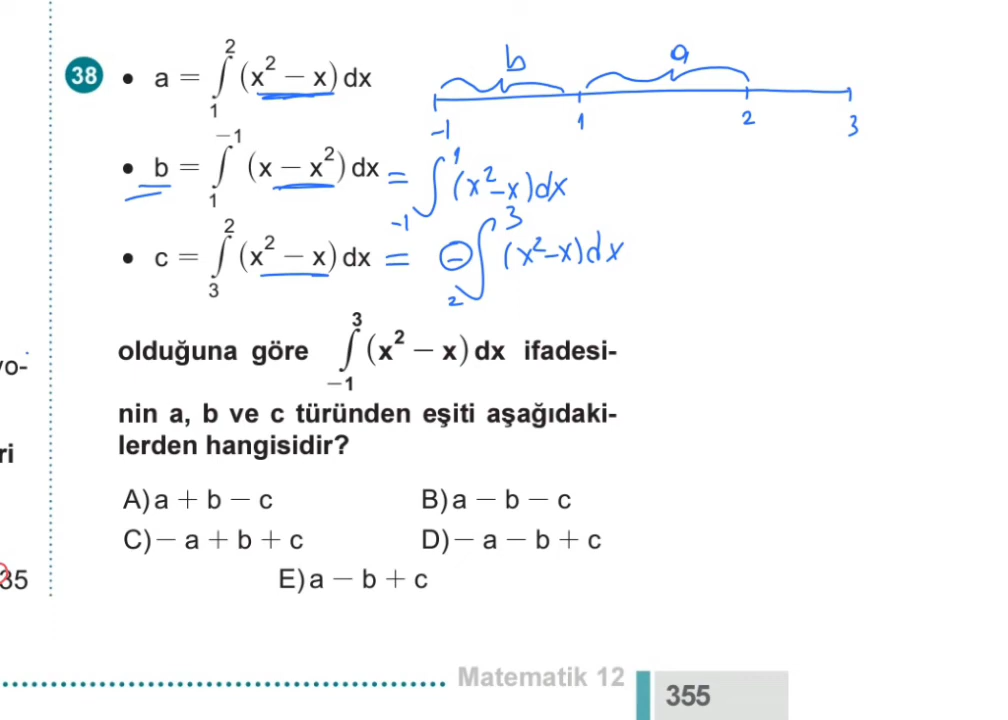 38 • a = ∫₁² (x² − x) dx
b a
-1 1 2 3
• b = ∫₁⁻¹ (x − x²) dx = ∫₋₁¹ (x² − x) dx
• c = ∫₃² (x² − x) dx = − ∫₂³ (x² − x) dx
olduğuna göre ∫₋₁³ (x² − x) dx ifadesi-
nin a, b ve c türünden eşiti aşağıdaki-
lerden hangisidir?
A) a + b − c B) a − b − c
C) − a + b + c D) − a − b + c
E) a − b + c
yo-
ri
35
Matematik 12 355